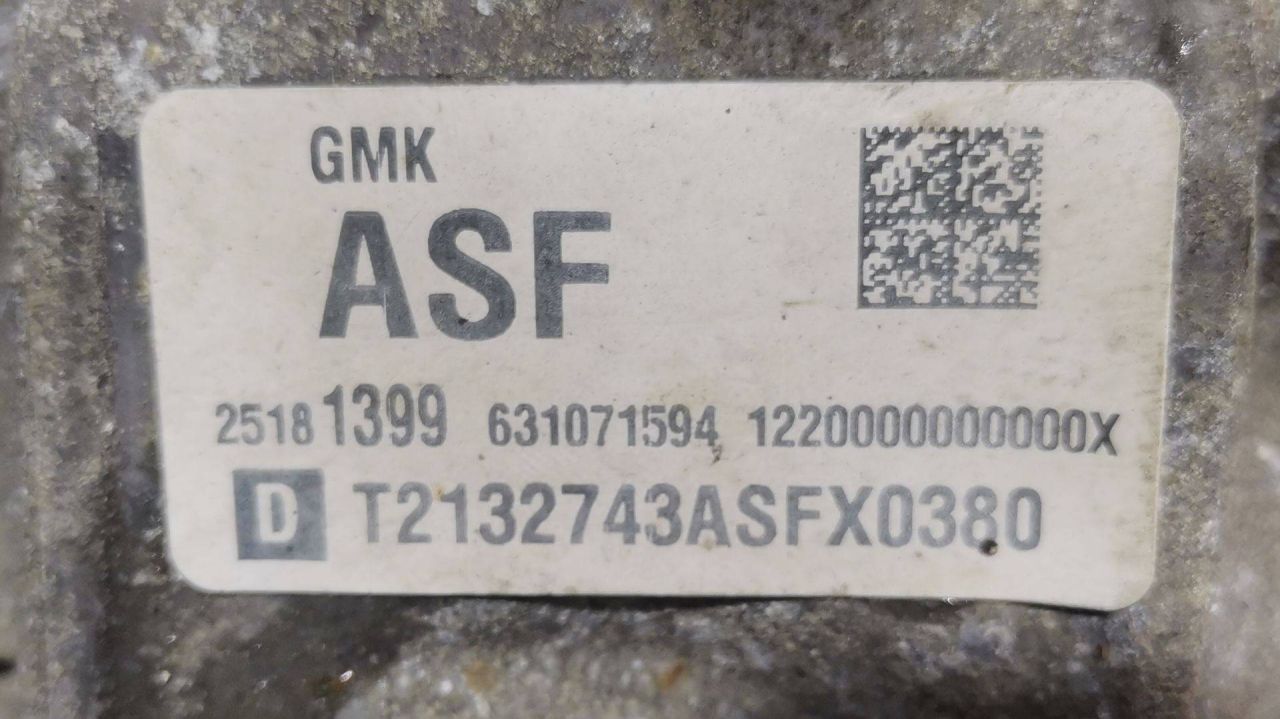 GMK
ASF
25181399 631071594 1220000000000X
D T2132743ASFX0380